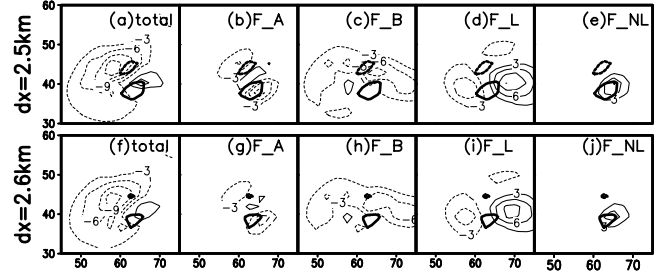 60 (a)total (b)F_A (c)F_B (d)F_L (e)F_NL
-3 -3 -6 -3 -3
50 -6
dx=2.5km
40 -9
-3 -6
30
60 (f)total (g)F_A (h)F_B (i)F_L (j)F_NL
-3 -3 3
50
dx=2.6km
-9 -3
40 -6 -3 -6
30
50 60 70 50 60 70 50 60 70 50 60 70 50 60 70